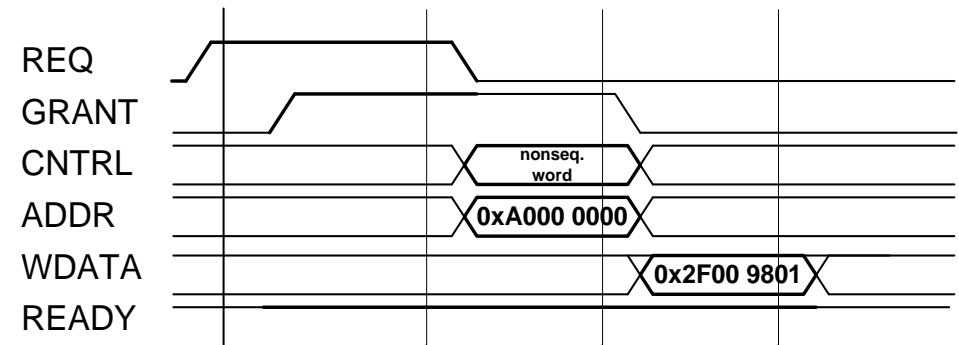 REQ
GRANT
CNTRL
nonseq.
word
ADDR
0xA000 0000
WDATA
0x2F00 9801
READY